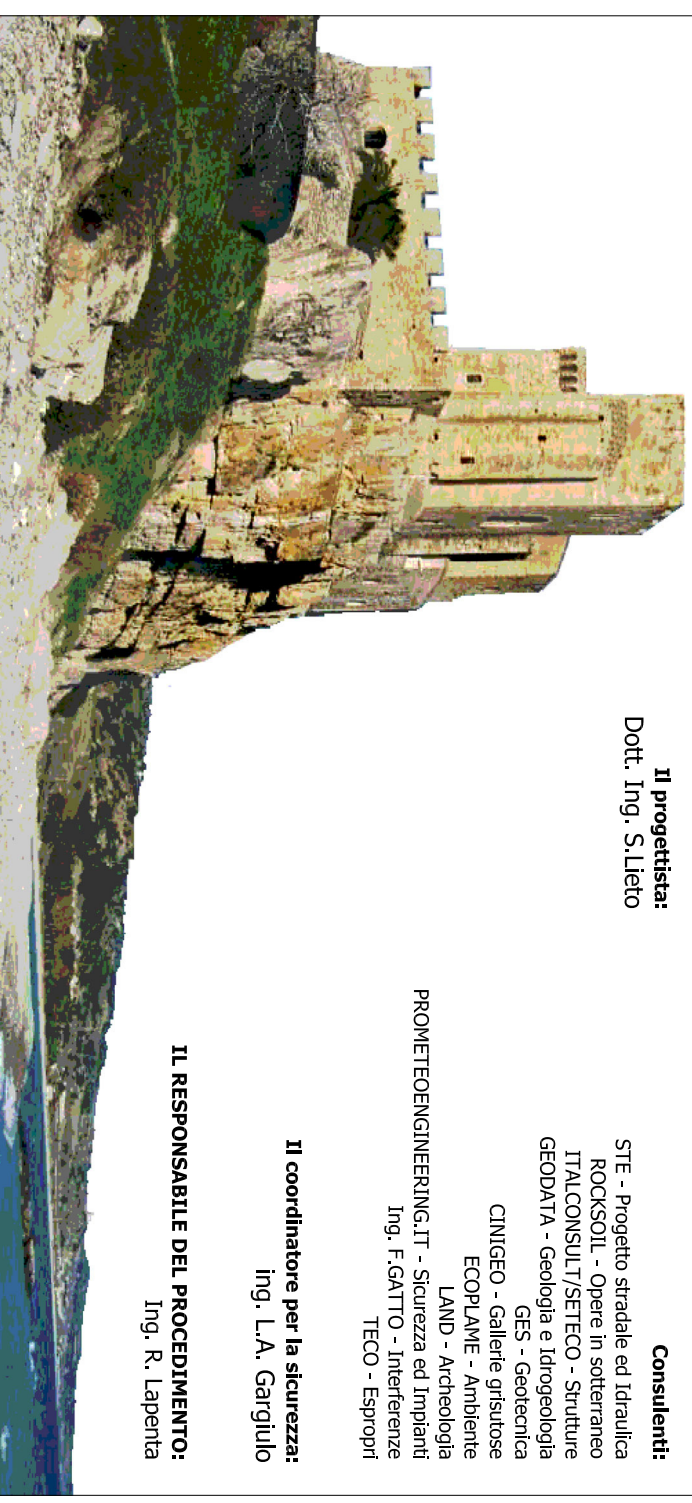 Il progettista:
Dott. Ing. S.Lieto
Consulenti:
STE - Progetto stradale ed Idraulica
ROCKSOIL - Opere in sotterraneo
ITALCONSULT/SETECO - Strutture
GEODATA - Geologia e Idrogeologia
GES - Geotecnica
CINIGEO - Gallerie grisutose
ECOPLAME - Ambiente
LAND - Archeologia
PROMETEOENGINEERING.IT - Sicurezza ed Impianti
Ing. F.GATTO - Interferenze
TECO - Espropri
Il coordinatore per la sicurezza:
ing. L.A. Gargiulo
IL RESPONSABILE DEL PROCEDIMENTO:
Ing. R. Lapenta